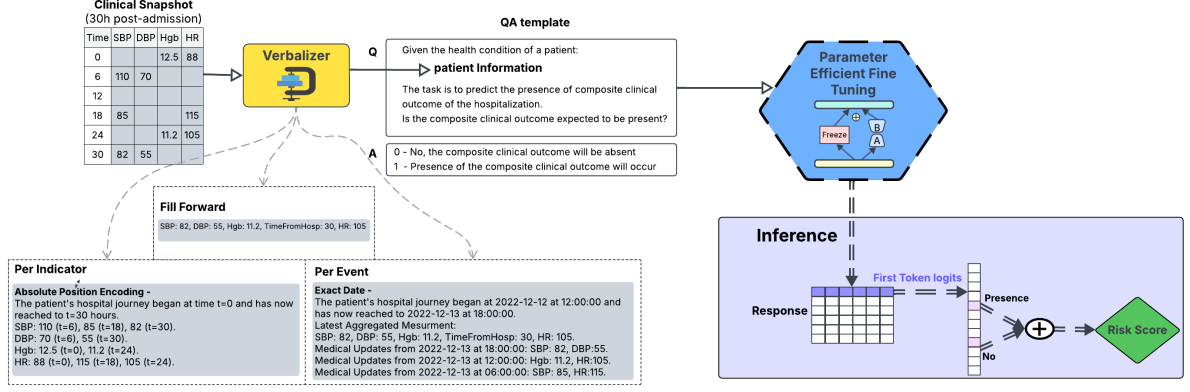 Clinical Snapshot
(30h post-admission)
Time SBP DBP Hgb HR
0 12.5 88
6 110 70
12
18 85 115
24 11.2 105
30 82 55
Verbalizer
QA template
Q
Given the health condition of a patient:
patient Information
The task is to predict the presence of composite clinical
outcome of the hospitalization.
Is the composite clinical outcome expected to be present?
A
0 - No, the composite clinical outcome will be absent
1 - Presence of the composite clinical outcome will occur
Parameter
Efficient Fine
Tuning
Freeze
B
A
Fill Forward
SBP: 82, DBP: 55, Hgb: 11.2, TimeFromHosp: 30, HR: 105
Per Indicator
Absolute Position Encoding -
The patient's hospital journey began at time t=0 and has now
reached to t=30 hours.
SBP: 110 (t=6), 85 (t=18), 82 (t=30).
DBP: 70 (t=6), 55 (t=30).
Hgb: 12.5 (t=0), 11.2 (t=24).
HR: 88 (t=0), 115 (t=18), 105 (t=24).
Per Event
Exact Date -
The patient's hospital journey began at 2022-12-12 at 12:00:00 and
has now reached to 2022-12-13 at 18:00:00.
Latest Aggregated Mesurment:
SBP: 82, DBP: 55, Hgb: 11.2, TimeFromHosp: 30, HR: 105.
Medical Updates from 2022-12-13 at 18:00:00: SBP: 82, DBP:55.
Medical Updates from 2022-12-13 at 12:00:00: Hgb: 11.2, HR:105.
Medical Updates from 2022-12-13 at 06:00:00: SBP: 85, HR:115.
Inference
First Token logits
Response
Presence
No
Risk Score